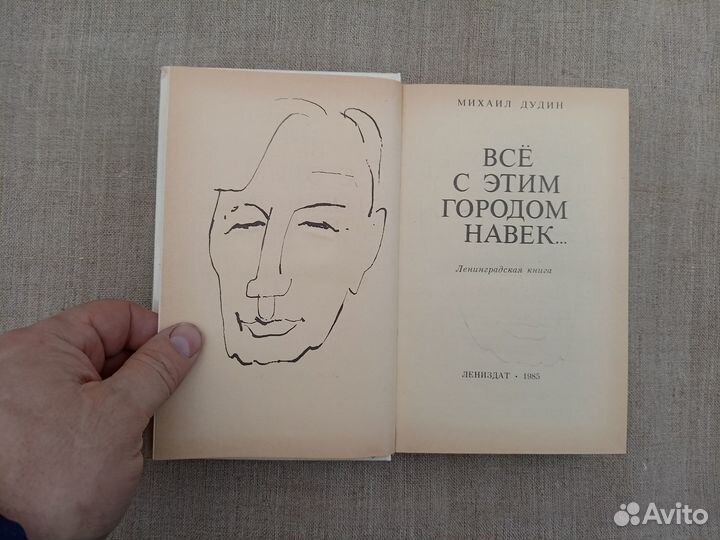 МИХАИЛ ДУДИН
ВСЁ
С ЭТИМ
ГОРОДОМ
НАВЕК...
Ленинградская книга
ЛЕНИЗДАТ · 1985
Avito